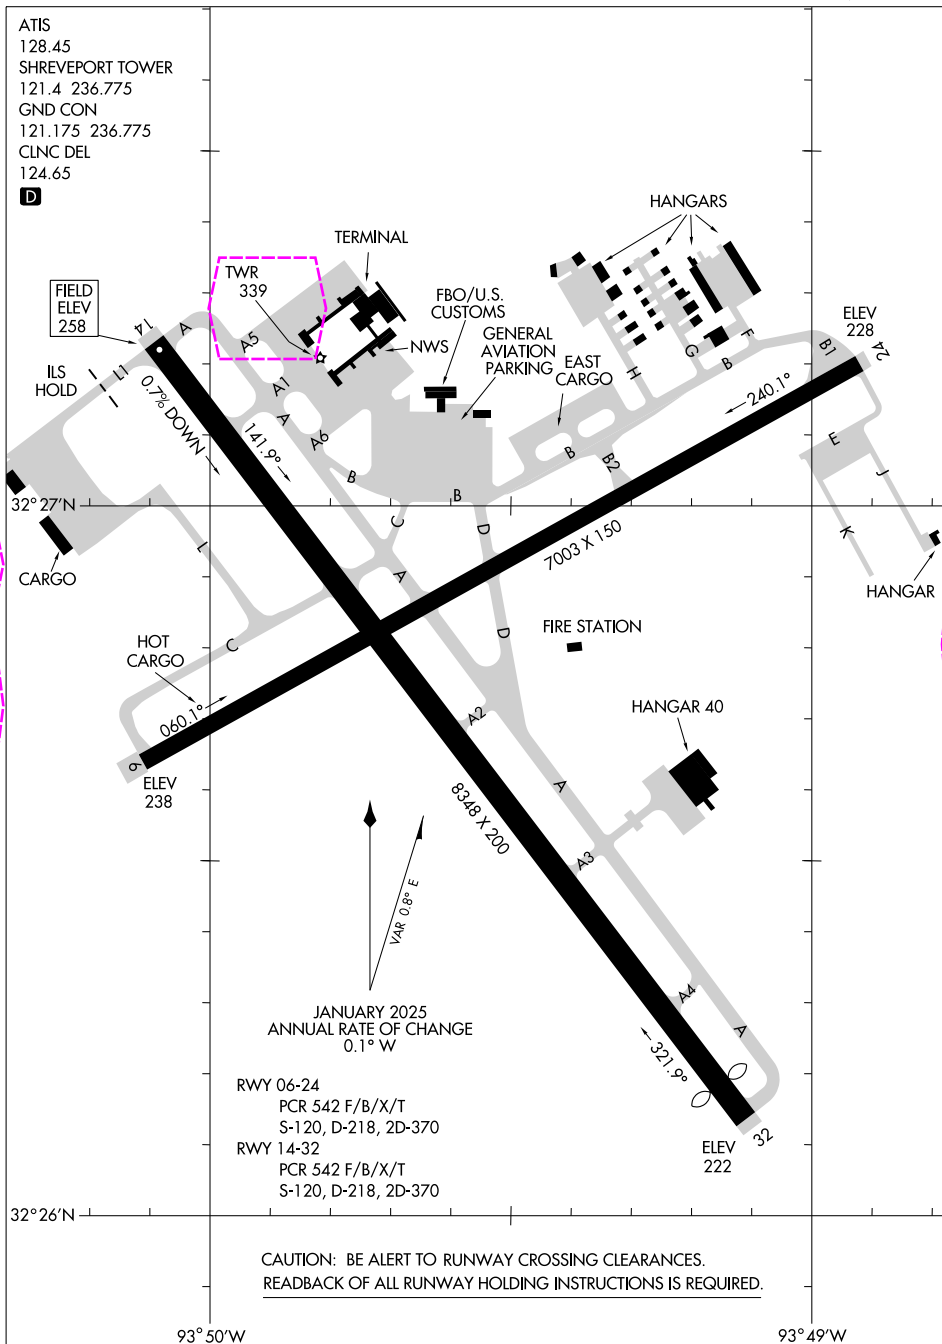 ATIS
128.45
SHREVEPORT TOWER
121.4 236.775
GND CON
121.175 236.775
CLNC DEL
124.65
D
HANGARS
TERMINAL
TWR
339
FIELD
ELEV
258
FBO/U.S.
CUSTOMS
NWS
GENERAL
AVIATION
PARKING
EAST
CARGO
ELEV
228
14
A
A5
A1
A
A6
B
B
C
D
A
ILS
HOLD
L1
0.7% DOWN
141.9°
H
G
B
F
B1
24
240.1°
B
B2
E
J
K
32°27'N
7003 X 150
CARGO
L
HANGAR
C
HOT
CARGO
060.1°
D
FIRE STATION
6
ELEV
238
A2
HANGAR 40
8348 X 200
A
A3
VAR 0.8° E
JANUARY 2025
ANNUAL RATE OF CHANGE
0.1° W
A4
A
321.9°
RWY 06-24
PCR 542 F/B/X/T
S-120, D-218, 2D-370
RWY 14-32
PCR 542 F/B/X/T
S-120, D-218, 2D-370
32
ELEV
222
32°26'N
CAUTION: BE ALERT TO RUNWAY CROSSING CLEARANCES.
READBACK OF ALL RUNWAY HOLDING INSTRUCTIONS IS REQUIRED.
93°50'W
93°49'W